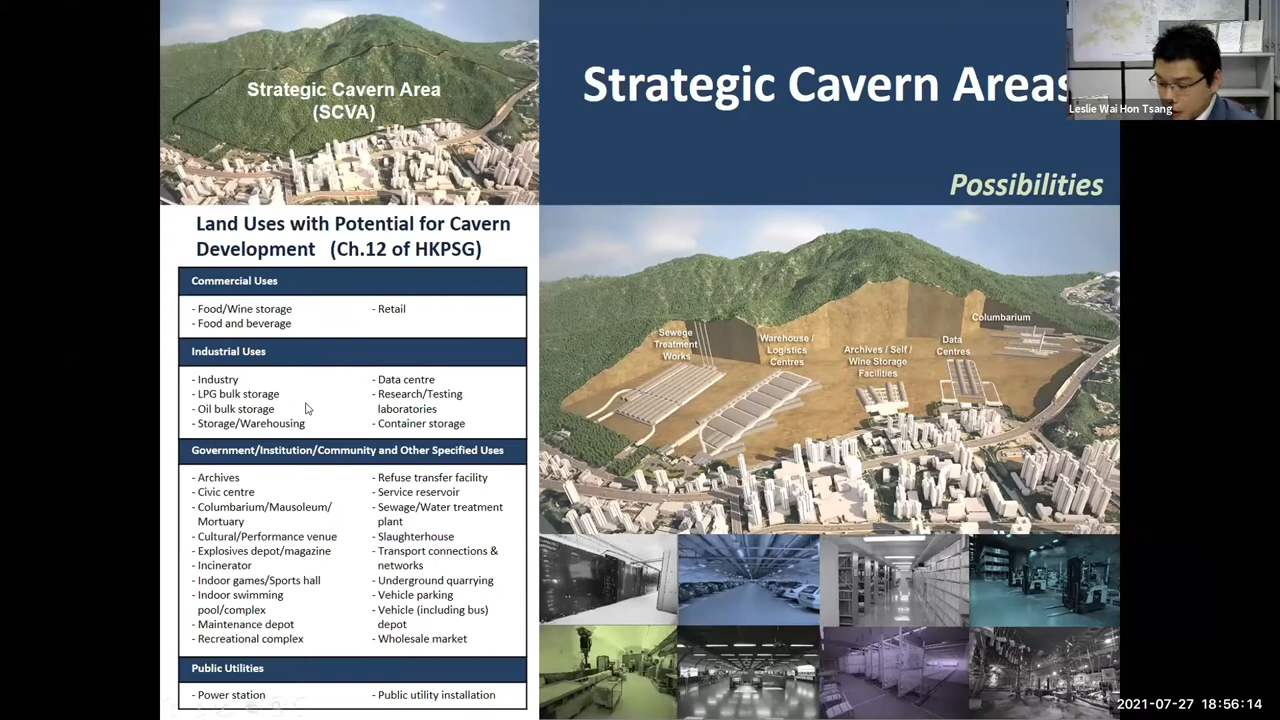 Strategic Cavern Area
(SCVA)
Strategic Cavern Areas
Leslie Wai Hon Tsang
Possibilities
Land Uses with Potential for Cavern
Development (Ch.12 of HKPSG)
Commercial Uses
- Food/Wine storage
- Food and beverage
- Retail
Industrial Uses
- Industry
- LPG bulk storage
- Oil bulk storage
- Storage/Warehousing
- Data centre
- Research/Testing
laboratories
- Container storage
Government/Institution/Community and Other Specified Uses
- Archives
- Civic centre
- Columbarium/Mausoleum/
Mortuary
- Cultural/Performance venue
- Explosives depot/magazine
- Incinerator
- Indoor games/Sports hall
- Indoor swimming
pool/complex
- Maintenance depot
- Recreational complex
- Refuse transfer facility
- Service reservoir
- Sewage/Water treatment
plant
- Slaughterhouse
- Transport connections &
networks
- Underground quarrying
- Vehicle parking
- Vehicle (including bus)
depot
- Wholesale market
Public Utilities
- Power station
- Public utility installation
Sewege
Treatment
Works
Warehouse /
Logistics
Centres
Archives / Self /
Wine Storage
Facilities
Data
Centres
Columbarium
2021-07-27 18:56:14